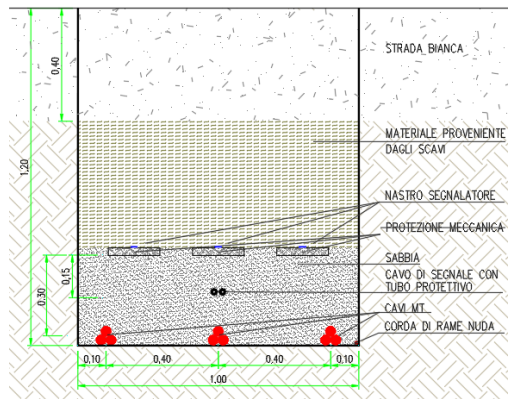 STRADA BIANCA
0,40
1,20
MATERIALE PROVENIENTE
DAGLI SCAVI
NASTRO SEGNALATORE
PROTEZIONE MECCANICA
SABBIA
CAVO DI SEGNALE CON
TUBO PROTETTIVO
0,15
0,30
CAVI MT
CORDA DI RAME NUDA
0,10
0,40
0,40
0,10
1,00